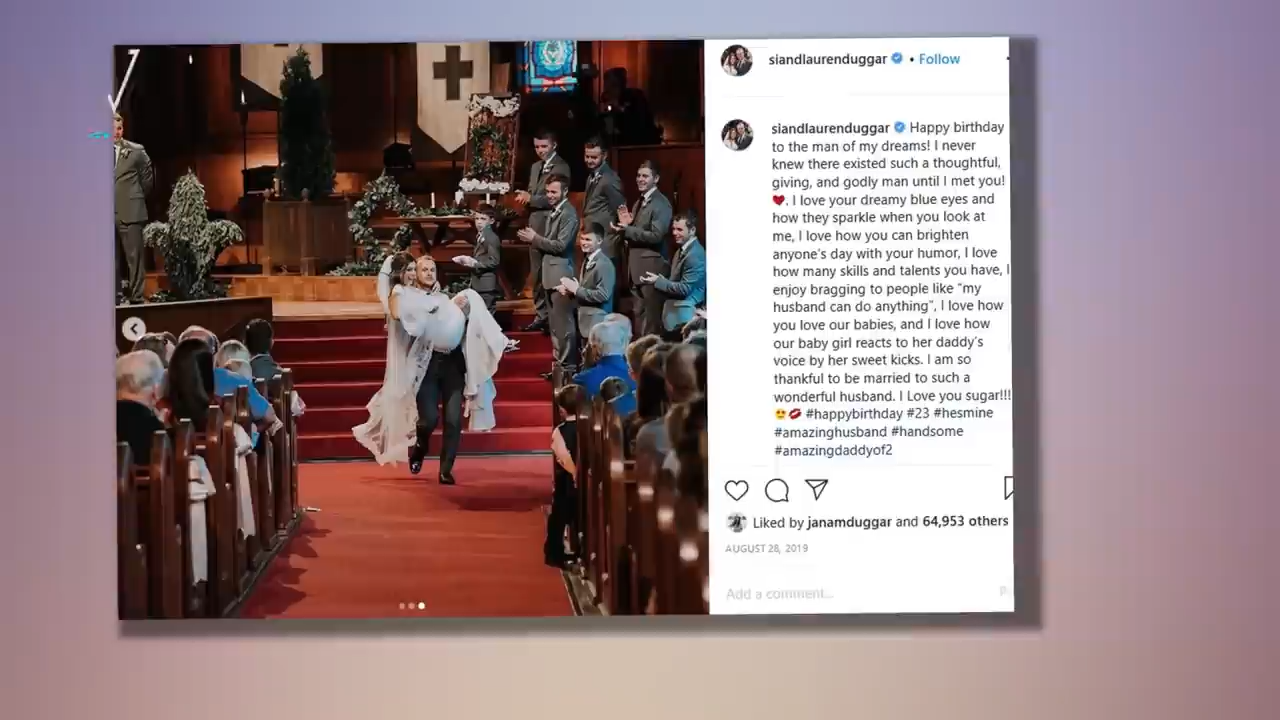 siandlaurenduggar • Follow
siandlaurenduggar Happy birthday
to the man of my dreams! I never
knew there existed such a thoughtful,
giving, and godly man until I met you!
❤️. I love your dreamy blue eyes and
how they sparkle when you look at
me, I love how you can brighten
anyone's day with your humor, I love
how many skills and talents you have, I
enjoy bragging to people like "my
husband can do anything", I love how
you love our babies, and I love how
our baby girl reacts to her daddy's
voice by her sweet kicks. I am so
thankful to be married to such a
wonderful husband. I Love you sugar!!!
😍💋 #happybirthday #23 #hesmine
#amazinghusband #handsome
#amazingdaddyof2
Liked by janamduggar and 64,953 others
AUGUST 28, 2019
Add a comment...